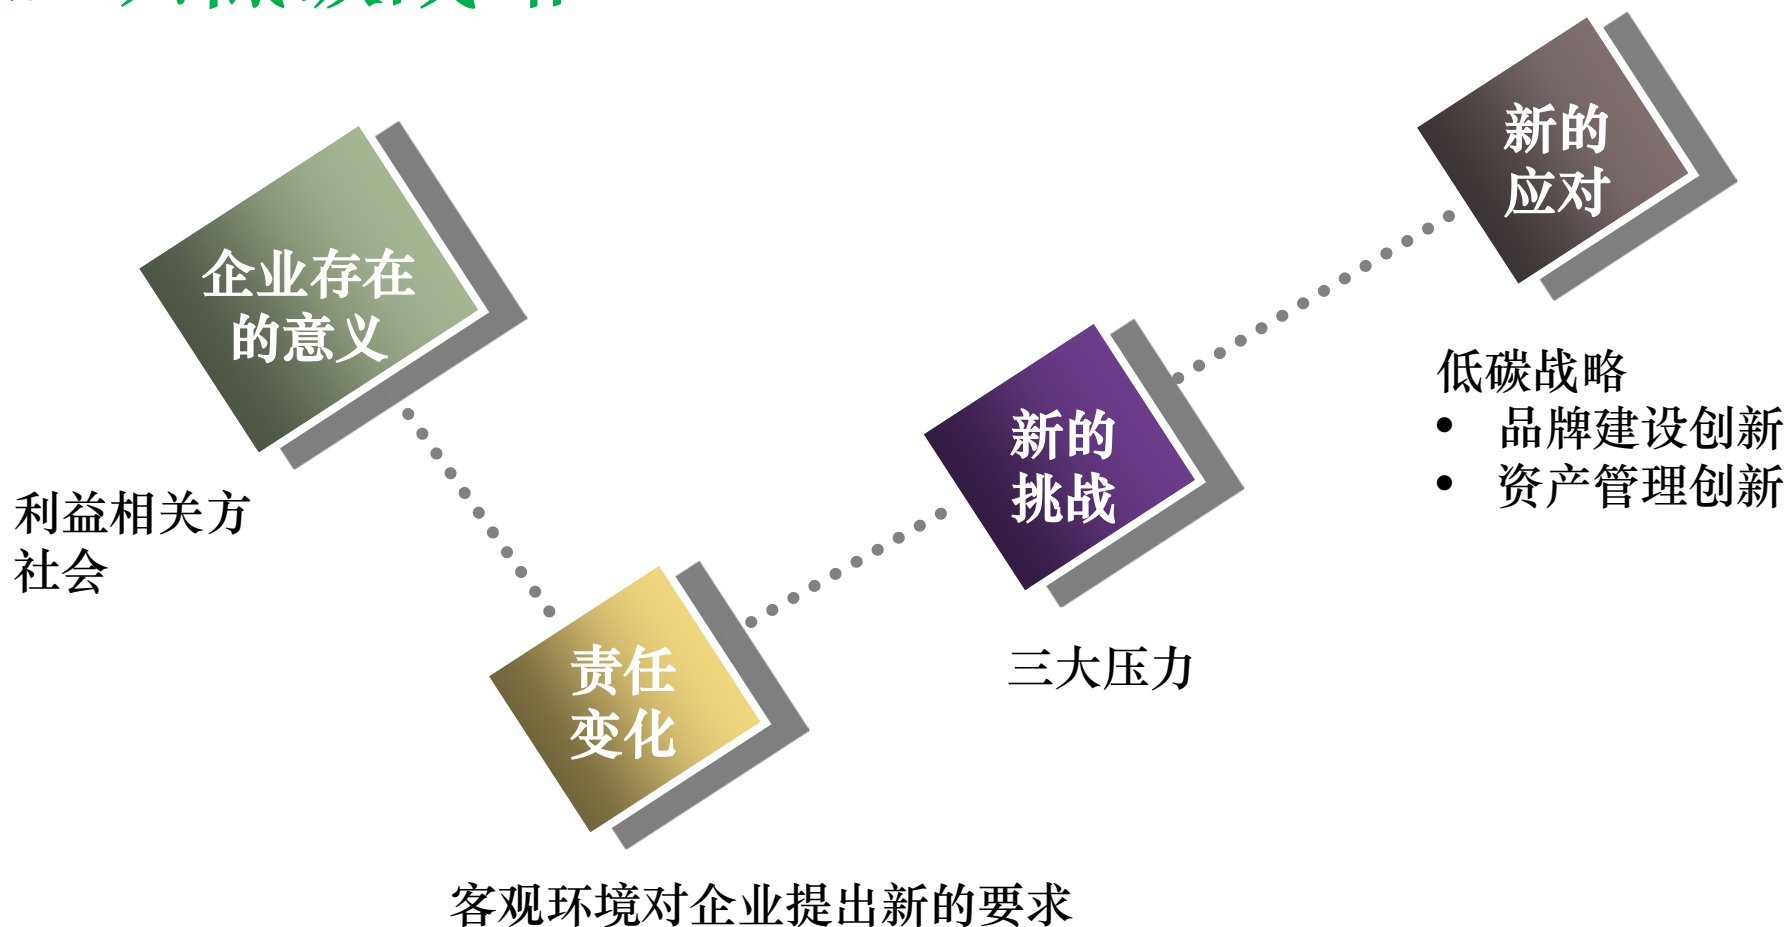 企业存在
的意义
利益相关方
社会
责任
变化
客观环境对企业提出新的要求
新的
挑战
三大压力
新的
应对
低碳战略
• 品牌建设创新
• 资产管理创新